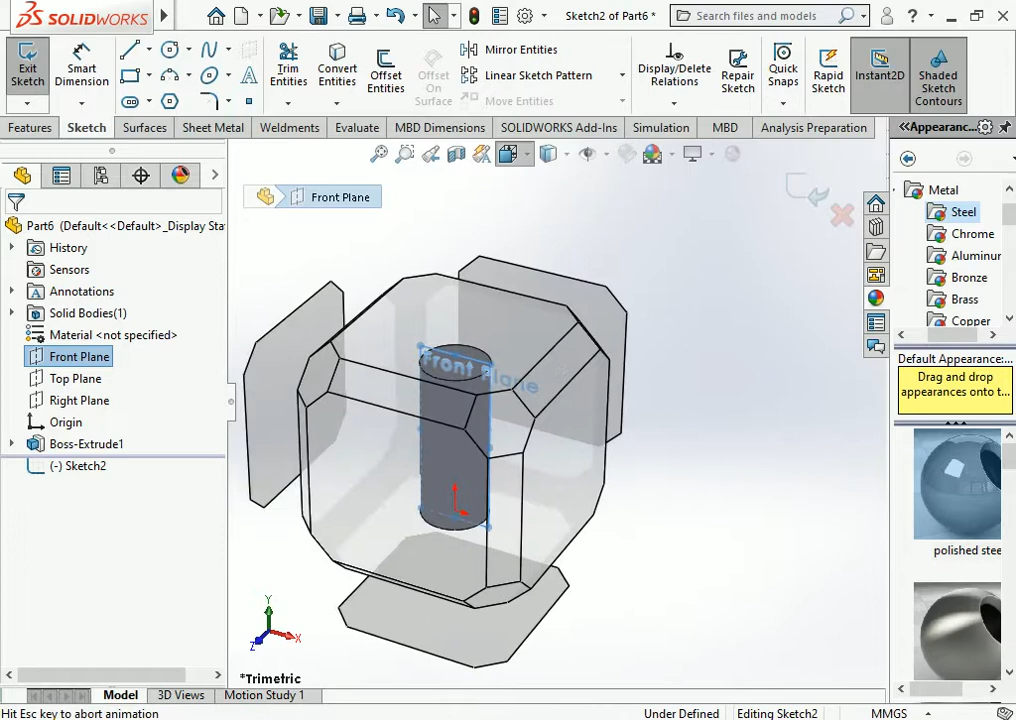 SOLIDWORKS
Sketch2 of Part6 *
Search files and models
Exit Sketch
Smart Dimension
Trim Entities
Convert Entities
Offset Entities
Offset On Surface
Mirror Entities
Linear Sketch Pattern
Move Entities
Display/Delete Relations
Repair Sketch
Quick Snaps
Rapid Sketch
Instant2D
Shaded Sketch Contours
Features
Sketch
Surfaces
Sheet Metal
Weldments
Evaluate
MBD Dimensions
SOLIDWORKS Add-Ins
Simulation
MBD
Analysis Preparation
Appearanc...
Front Plane
Part6 (Default<<Default>_Display Sta
History
Sensors
Annotations
Solid Bodies(1)
Material <not specified>
Front Plane
Top Plane
Right Plane
Origin
Boss-Extrude1
(-) Sketch2
Front Plane
Metal
Steel
Chrome
Aluminur
Bronze
Brass
Copper
Default Appearance:
Drag and drop
appearances onto t...
polished stee
Y
X
Z
*Trimetric
Model
3D Views
Motion Study 1
Hit Esc key to abort animation
Under Defined
Editing Sketch2
MMGS